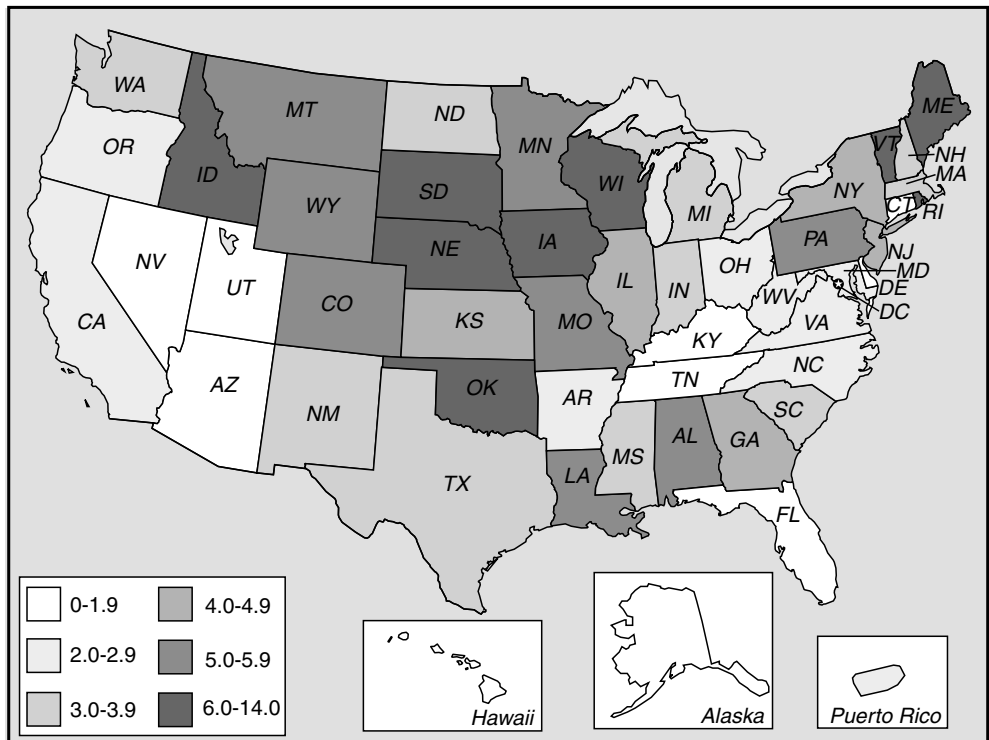 WA
MT
ND
ME
OR
MN
VT
NH
ID
SD
WI
NY
MA
WY
MI
CT
RI
NE
IA
PA
NV
OH
NJ
UT
IL
IN
MD
CO
WV
DE
CA
KS
MO
VA
DC
KY
AZ
OK
AR
TN
NC
NM
SC
MS
AL
GA
TX
LA
FL
0-1.9
4.0-4.9
2.0-2.9
5.0-5.9
3.0-3.9
6.0-14.0
Hawaii
Alaska
Puerto Rico